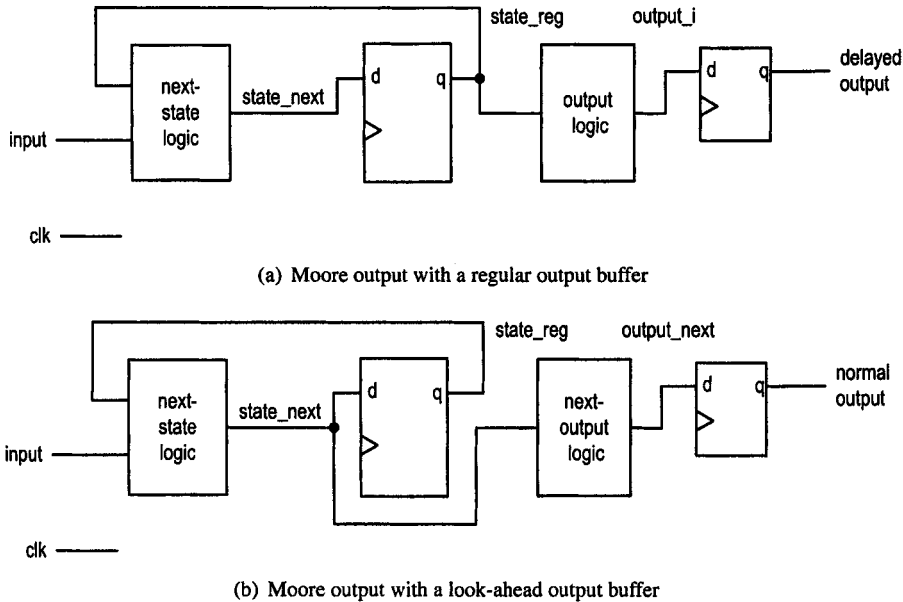 state_reg output_i
next-
state
logic
state_next
d q
output
logic
d q
delayed
output
input
clk
(a) Moore output with a regular output buffer
state_reg output_next
next-
state
logic
state_next
d q
next-
output
logic
d q
normal
output
input
clk
(b) Moore output with a look-ahead output buffer